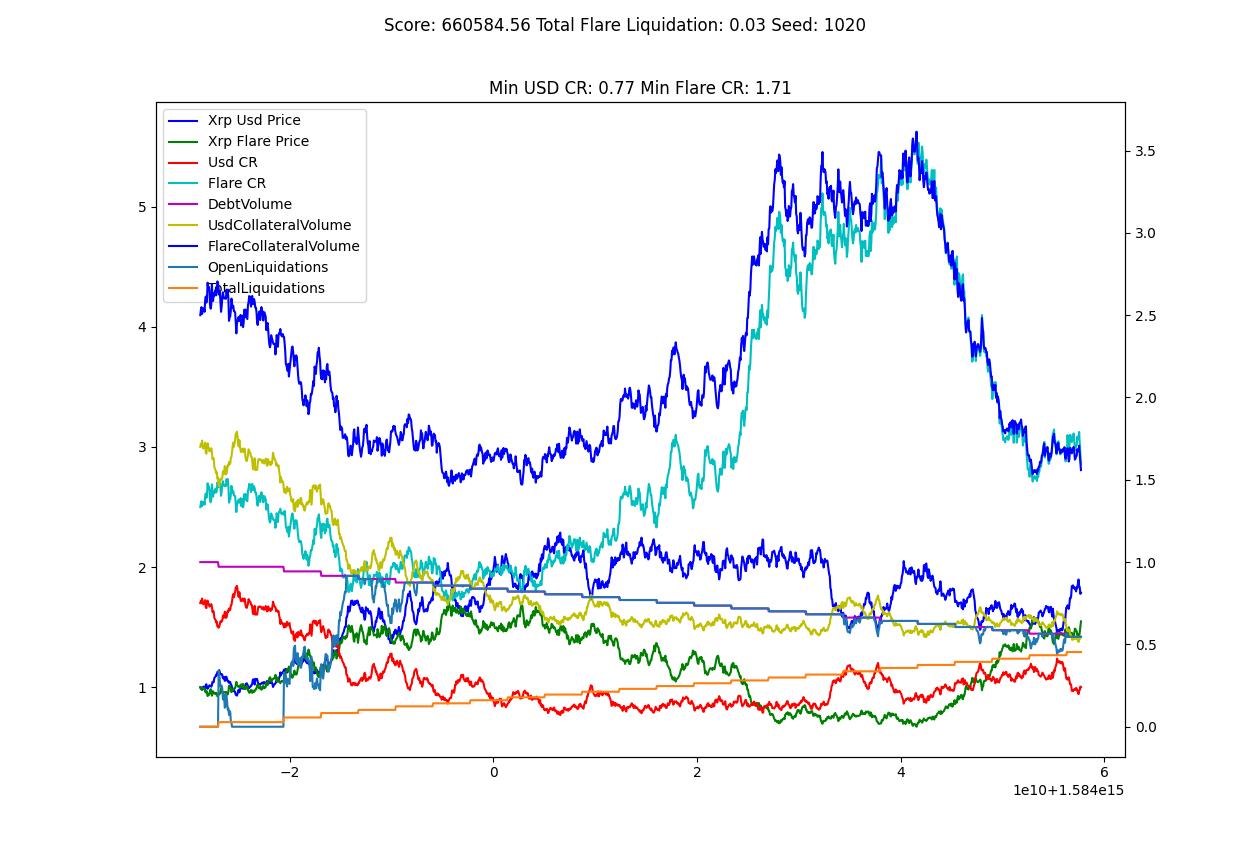 Score: 660584.56 Total Flare Liquidation: 0.03 Seed: 1020
Min USD CR: 0.77 Min Flare CR: 1.71
Xrp Usd Price
Xrp Flare Price
Usd CR
Flare CR
DebtVolume
UsdCollateralVolume
FlareCollateralVolume
OpenLiquidations
TotalLiquidations
5
4
3
2
1
3.5
3.0
2.5
2.0
1.5
1.0
0.5
0.0
−2
0
2
4
6
1e10+1.584e15